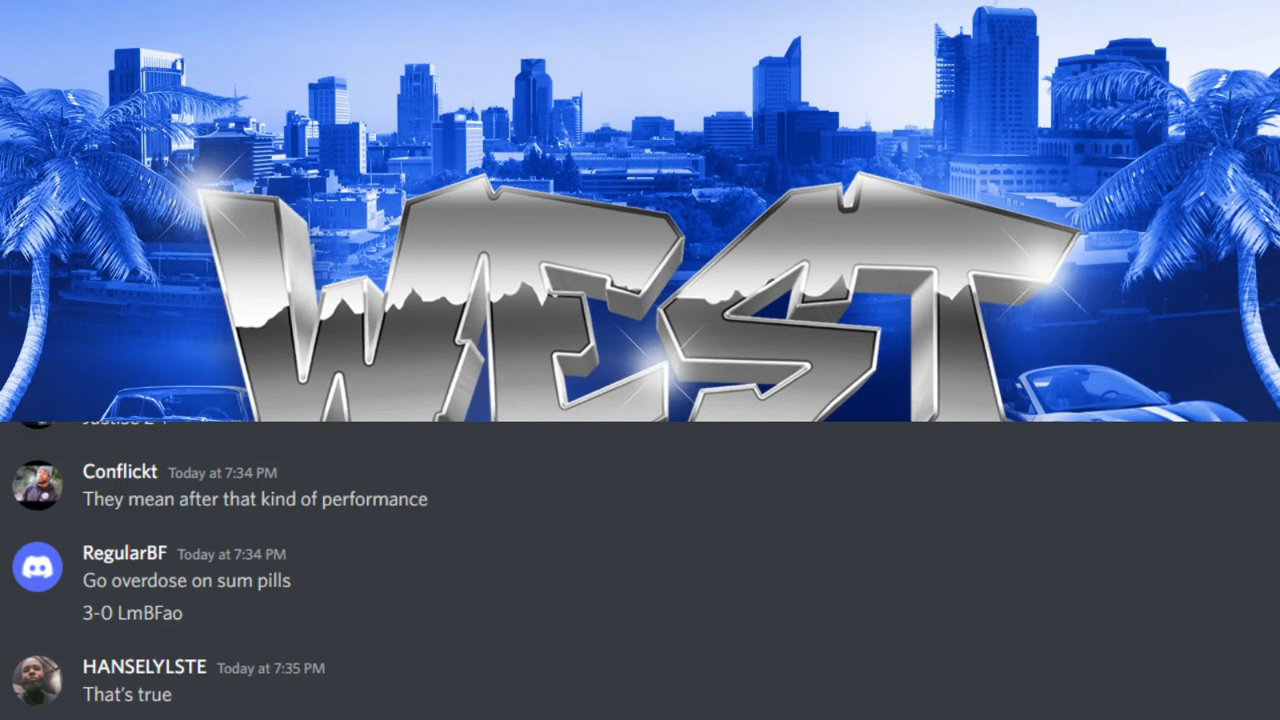 WEST
Conflickt Today at 7:34 PM
They mean after that kind of performance
RegularBF Today at 7:34 PM
Go overdose on sum pills
3-0 LmBFao
HANSELYLSTE Today at 7:35 PM
That's true